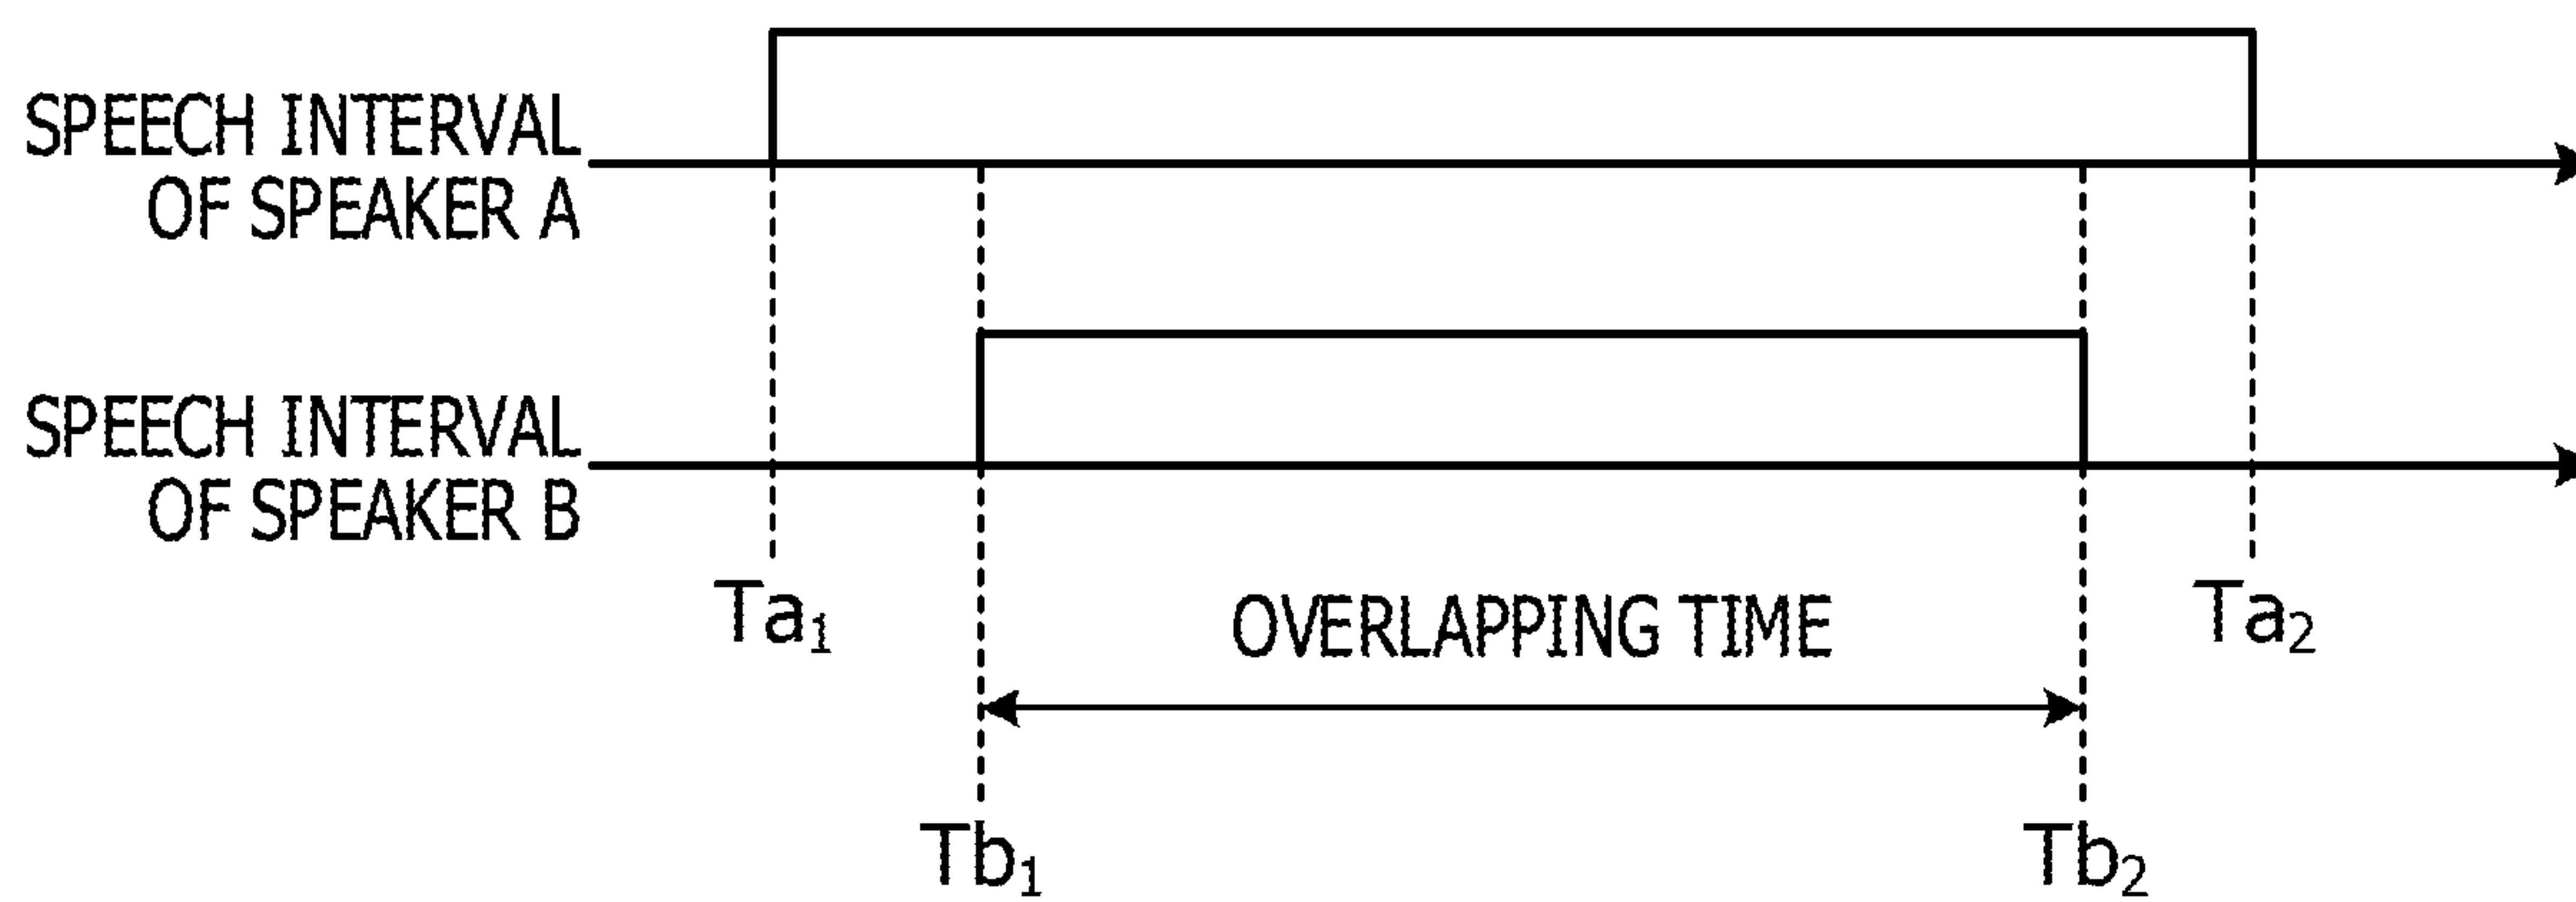 SPEECH INTERVAL
OF SPEAKER A
SPEECH INTERVAL
OF SPEAKER B
Ta₁
OVERLAPPING TIME
Ta₂
Tb₁
Tb₂